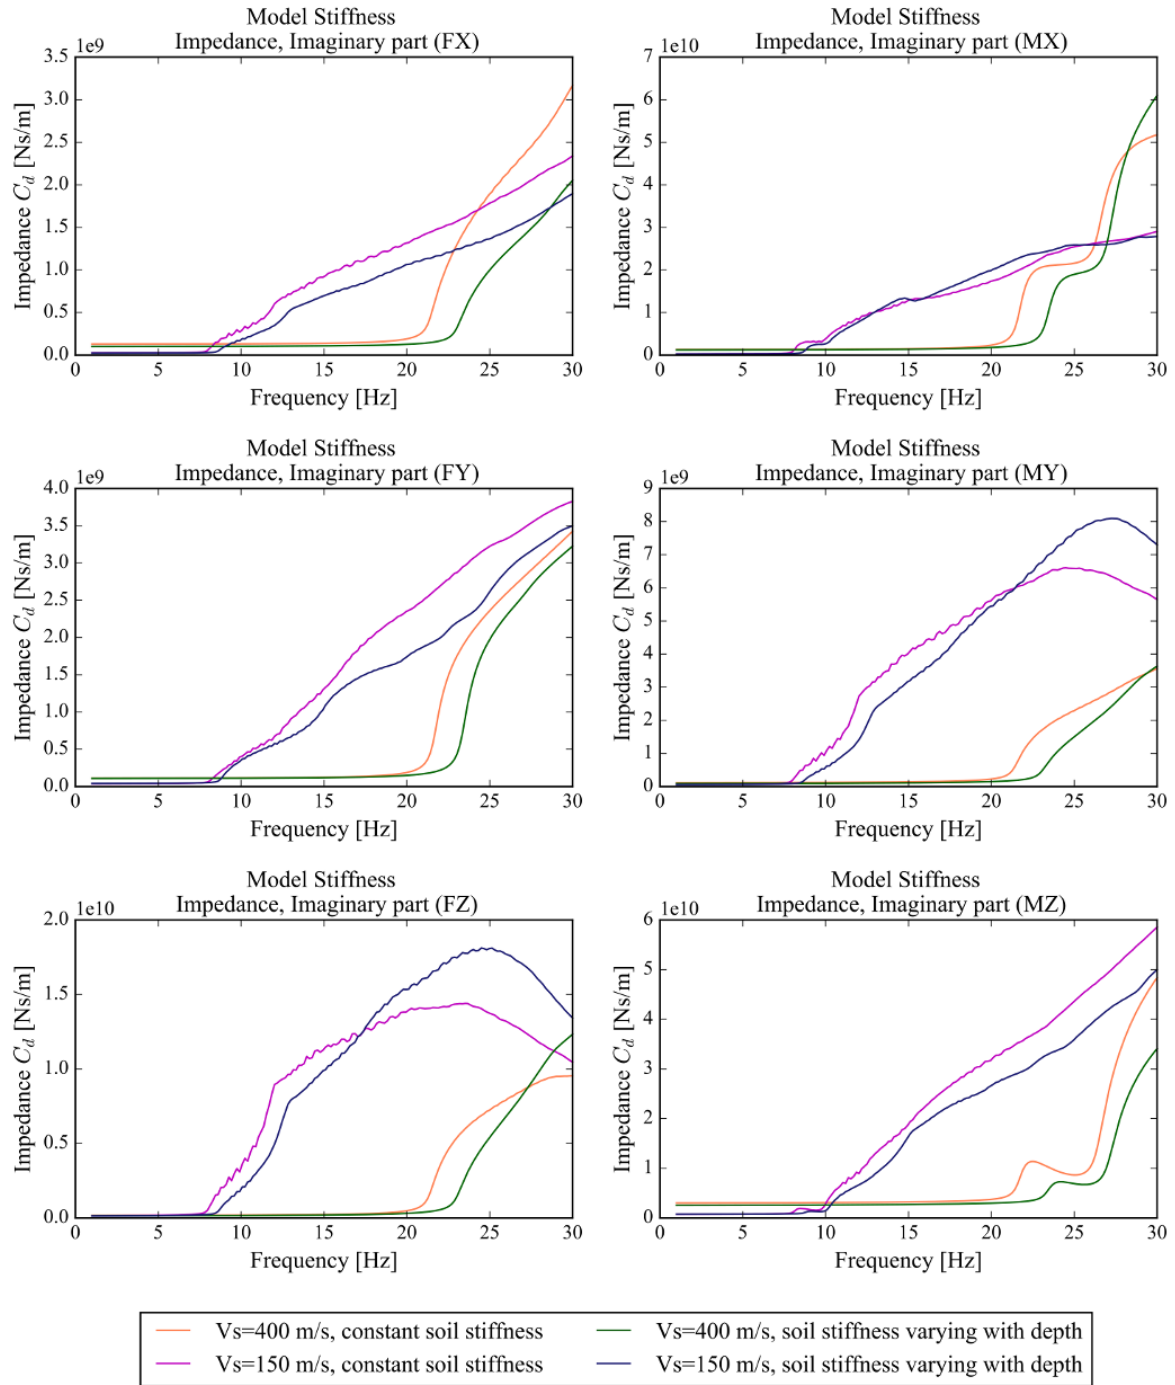 Model Stiffness
Impedance, Imaginary part (FX)
1e9
3.5
3.0
2.5
2.0
1.5
1.0
0.5
0.0
0 5 10 15 20 25 30
Impedance C_d [Ns/m]
Frequency [Hz]
Model Stiffness
Impedance, Imaginary part (MX)
1e10
7
6
5
4
3
2
1
0
0 5 10 15 20 25 30
Impedance C_d [Ns/m]
Frequency [Hz]
Model Stiffness
Impedance, Imaginary part (FY)
1e9
4.0
3.5
3.0
2.5
2.0
1.5
1.0
0.5
0.0
0 5 10 15 20 25 30
Impedance C_d [Ns/m]
Frequency [Hz]
Model Stiffness
Impedance, Imaginary part (MY)
1e9
9
8
7
6
5
4
3
2
1
0
0 5 10 15 20 25 30
Impedance C_d [Ns/m]
Frequency [Hz]
Model Stiffness
Impedance, Imaginary part (FZ)
1e10
2.0
1.5
1.0
0.5
0.0
0 5 10 15 20 25 30
Impedance C_d [Ns/m]
Frequency [Hz]
Model Stiffness
Impedance, Imaginary part (MZ)
1e10
6
5
4
3
2
1
0
0 5 10 15 20 25 30
Impedance C_d [Ns/m]
Frequency [Hz]
Vs=400 m/s, constant soil stiffness
Vs=150 m/s, constant soil stiffness
Vs=400 m/s, soil stiffness varying with depth
Vs=150 m/s, soil stiffness varying with depth